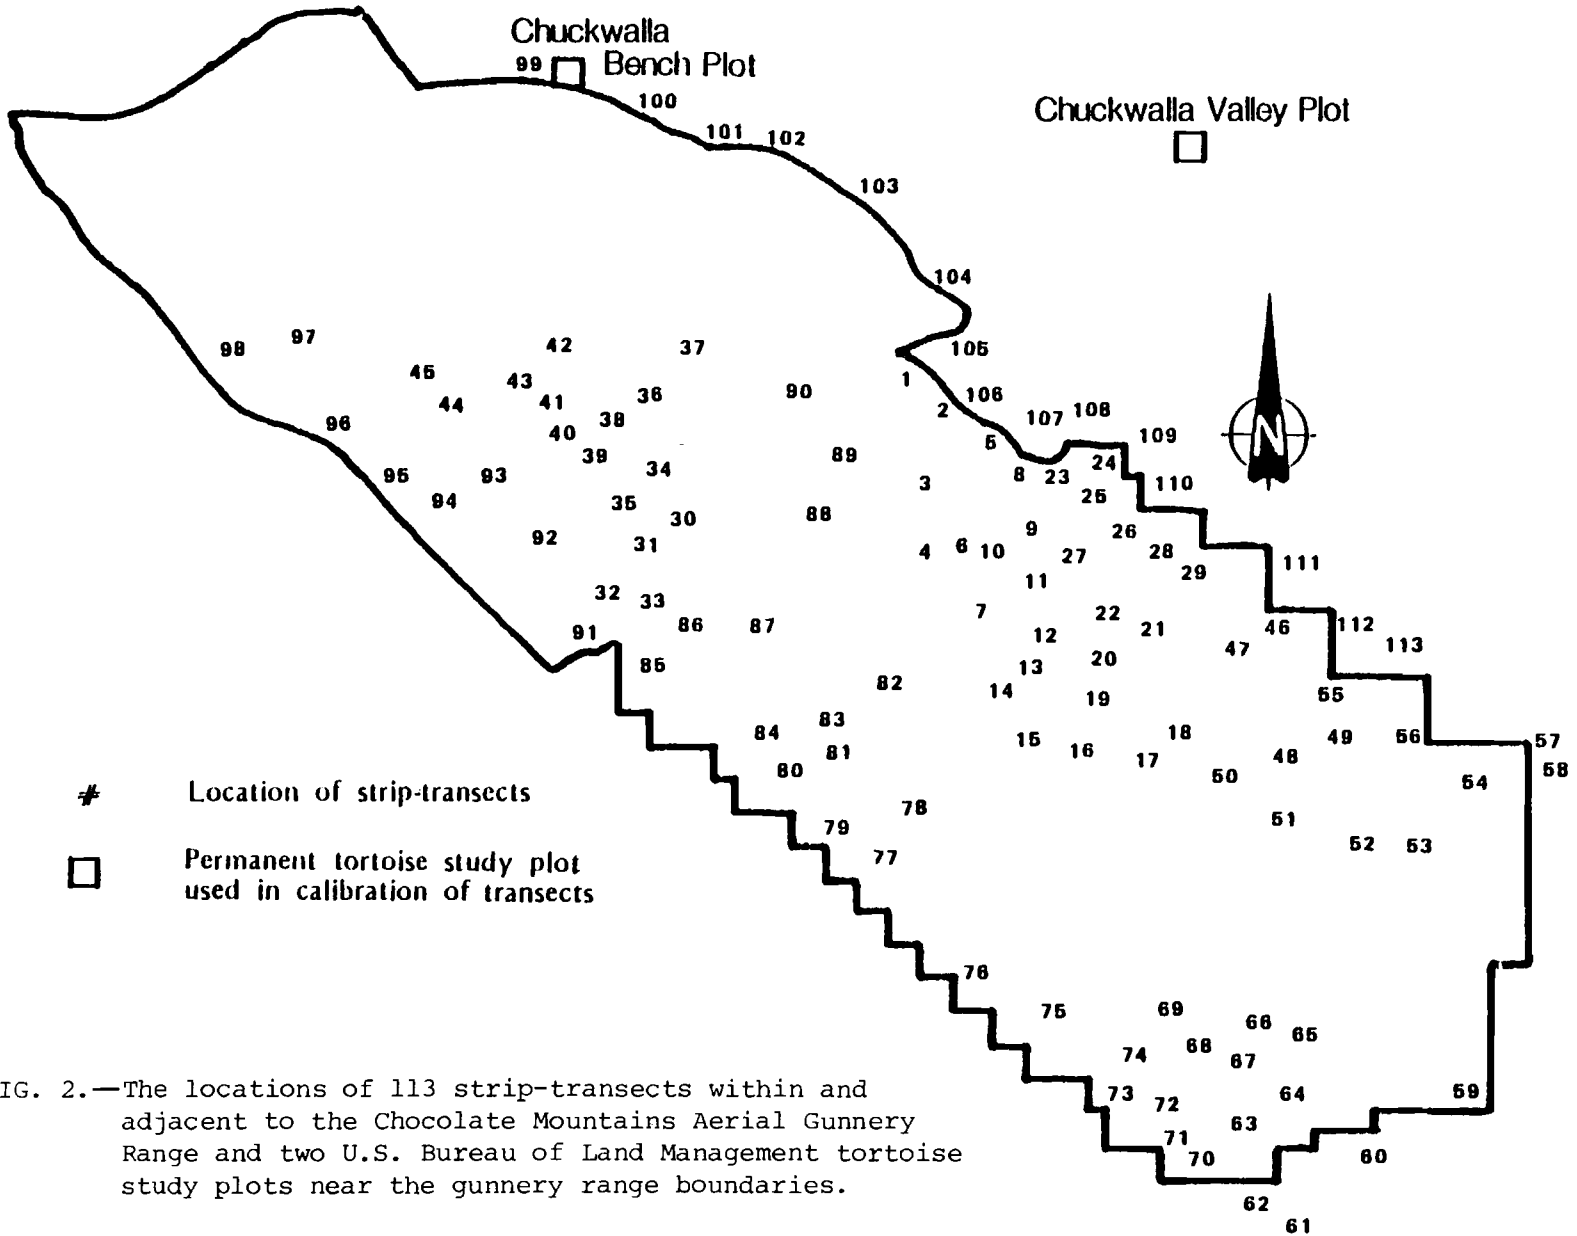 Chuckwalla
99 Bench Plot
100
Chuckwalla Valley Plot
101 102
103
104
98 97 42 37 105
45 43 90 1
44 41 38 36 2 106
96 40 107 108
39 34 89 5 109
95 93 8 23 24
94 35 3 110
30 88 25
92 31 4 6 10 9 27 26 28
11 29 111
32 33 7 22
91 86 87 12 21 46 112
85 13 20 47 113
82 14 19 55
84 83 15 16 18 49 56 57
81 17 48
80 50 54 58
# Location of strip-transects
78 51
79 52 53
77
Permanent tortoise study plot
used in calibration of transects
76
75 69 66 65
74 68 67
73 72 64 59
71 63
70 60
62
61
IG. 2.—The locations of 113 strip-transects within and
adjacent to the Chocolate Mountains Aerial Gunnery
Range and two U.S. Bureau of Land Management tortoise
study plots near the gunnery range boundaries.
N